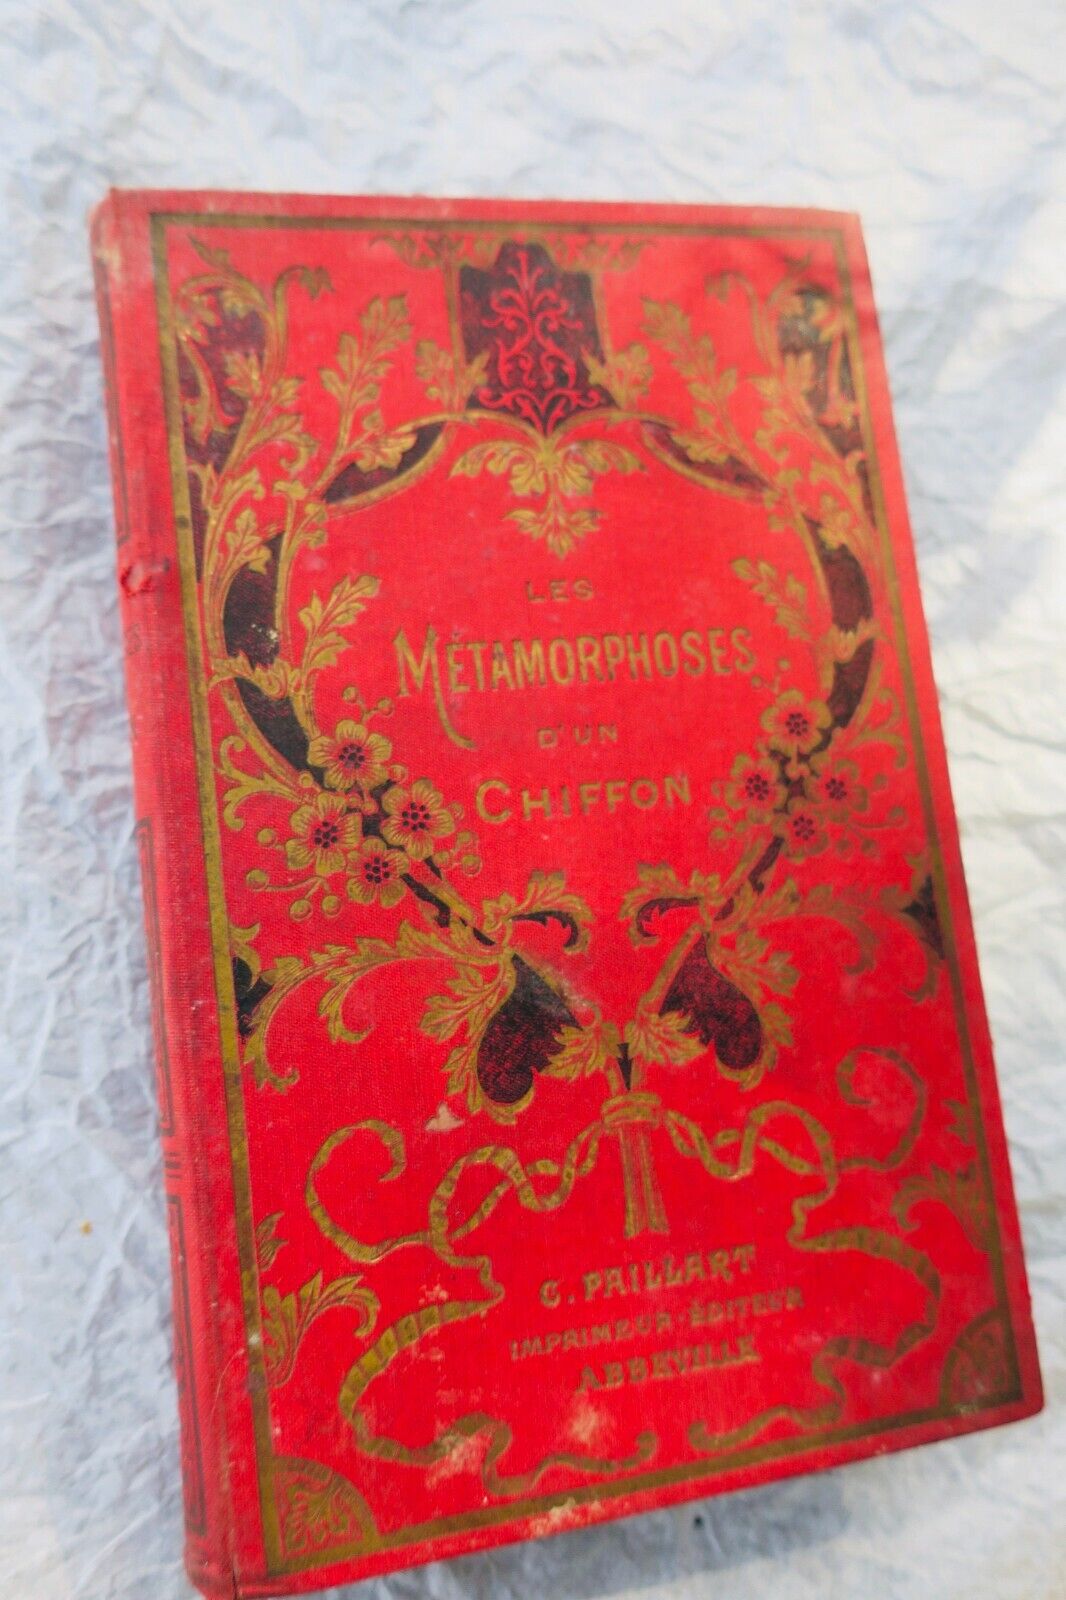 LES
MÉTAMORPHOSES
D'UN
CHIFFON
C. PAILLART
IMPRIMEUR-ÉDITEUR
ABBEVILLE